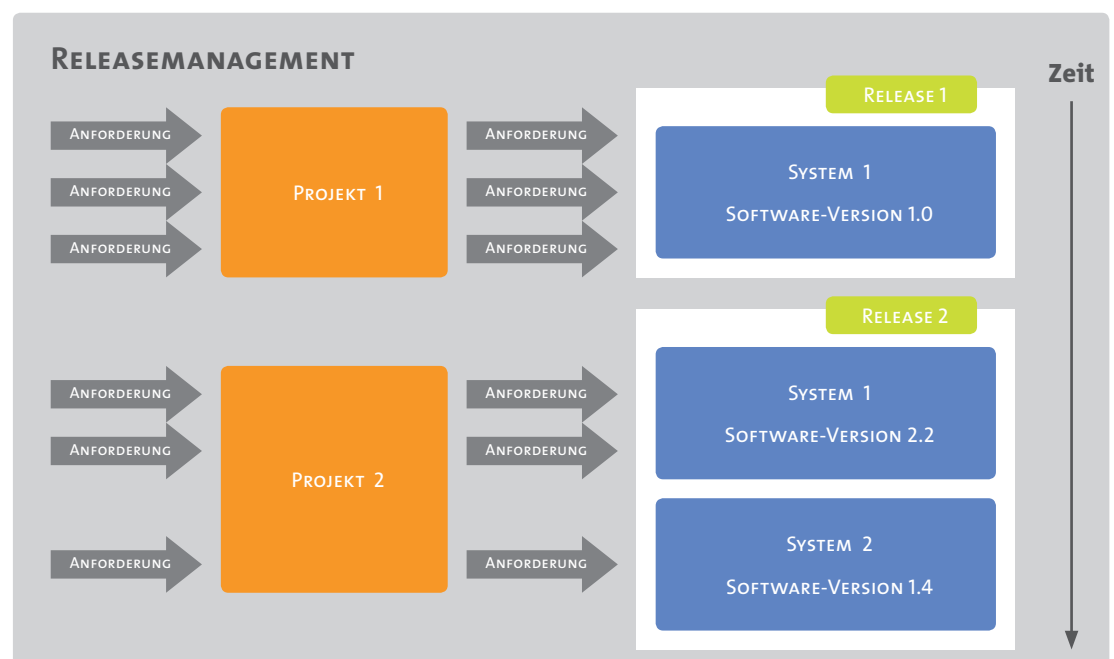 Releasemanagement
Zeit
Release 1
Anforderung
Anforderung
Anforderung
Projekt 1
Anforderung
Anforderung
Anforderung
System 1
Software-Version 1.0
Release 2
Anforderung
Anforderung
Anforderung
Projekt 2
Anforderung
Anforderung
Anforderung
System 1
Software-Version 2.2
System 2
Software-Version 1.4